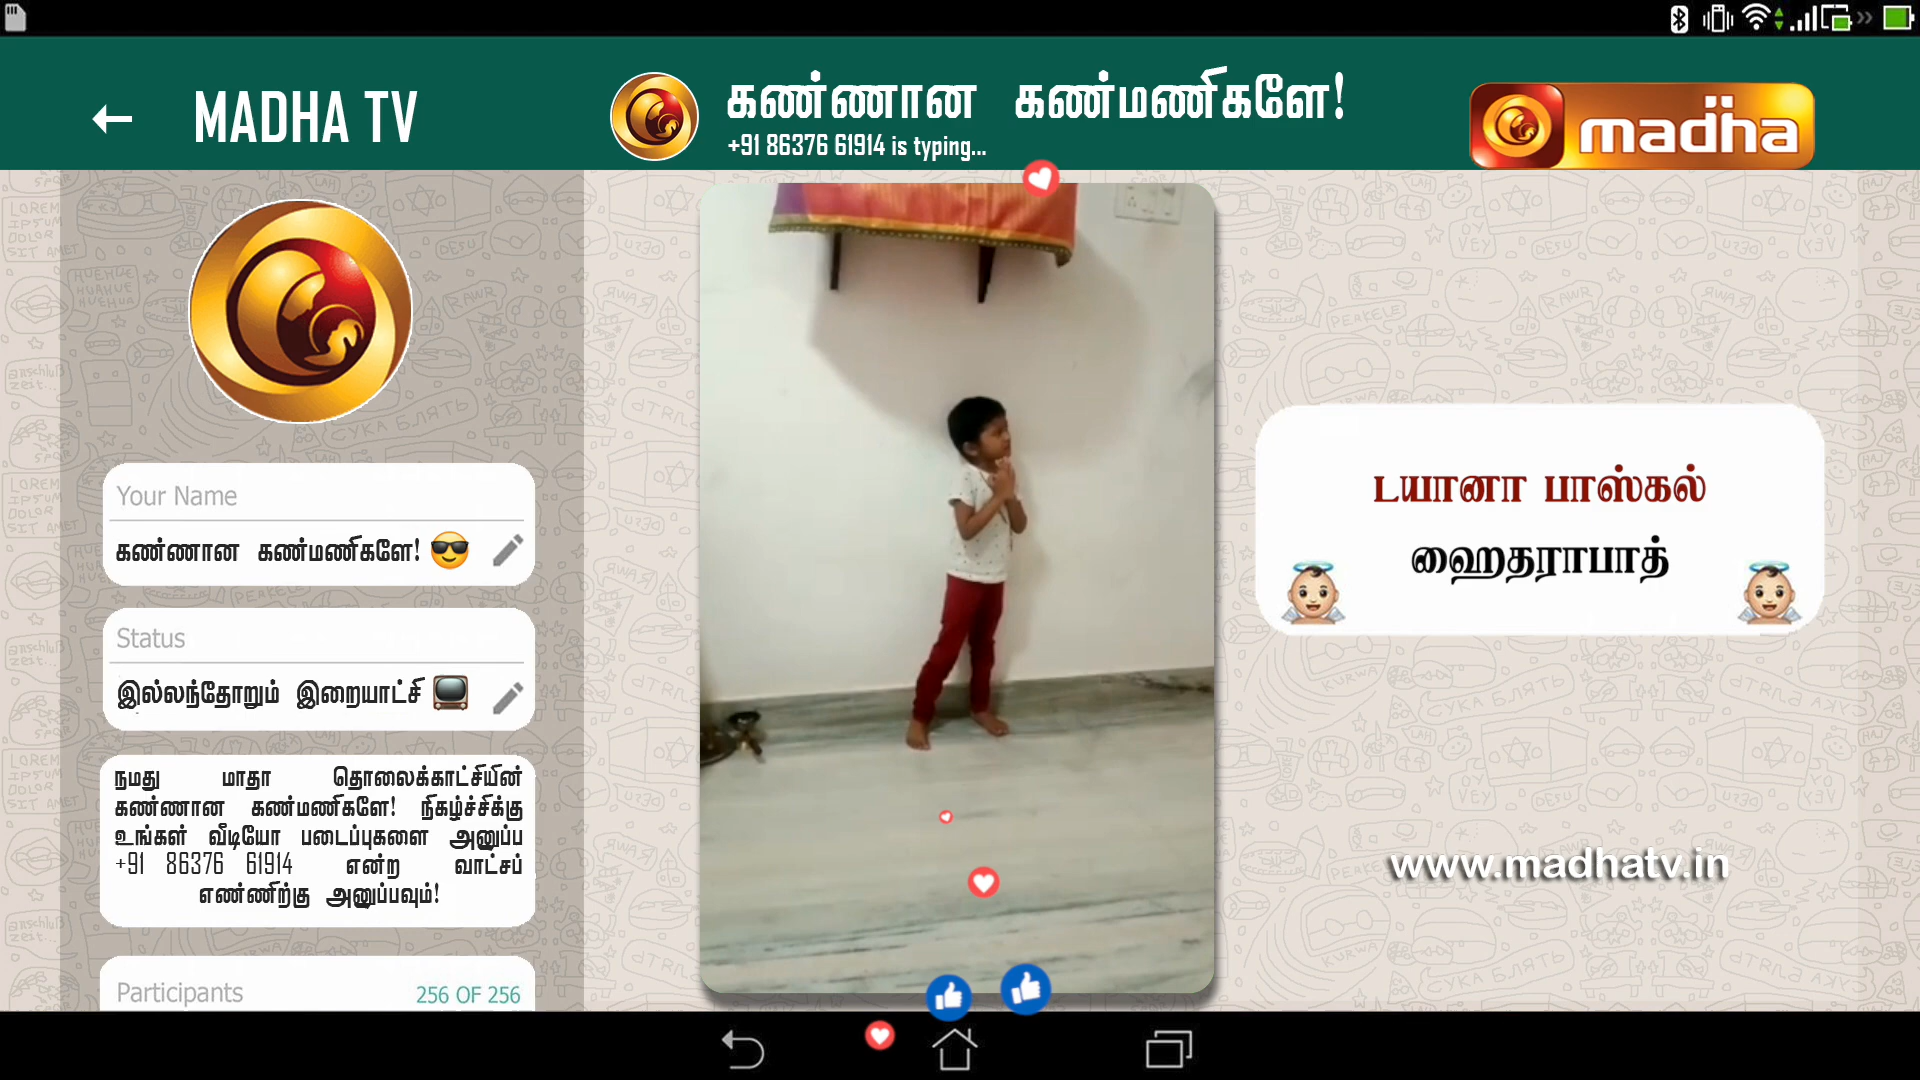 MADHA TV
கண்ணான கண்மணிகளே!
+91 86376 61914 is typing...
madha
Your Name
கண்ணான கண்மணிகளே!
Status
இல்லந்தோறும் இறையாட்சி
நமது மாதா தொலைக்காட்சியின்
கண்ணான கண்மணிகளே! நிகழ்ச்சிக்கு
உங்கள் வீடியோ படைப்புகளை அனுப்ப
+91 86376 61914 என்ற வாட்சப்
எண்ணிற்கு அனுப்பவும்!
Participants 256 OF 256
டயானா பாஸ்கல்
ஹைதராபாத்
www.madhatv.in